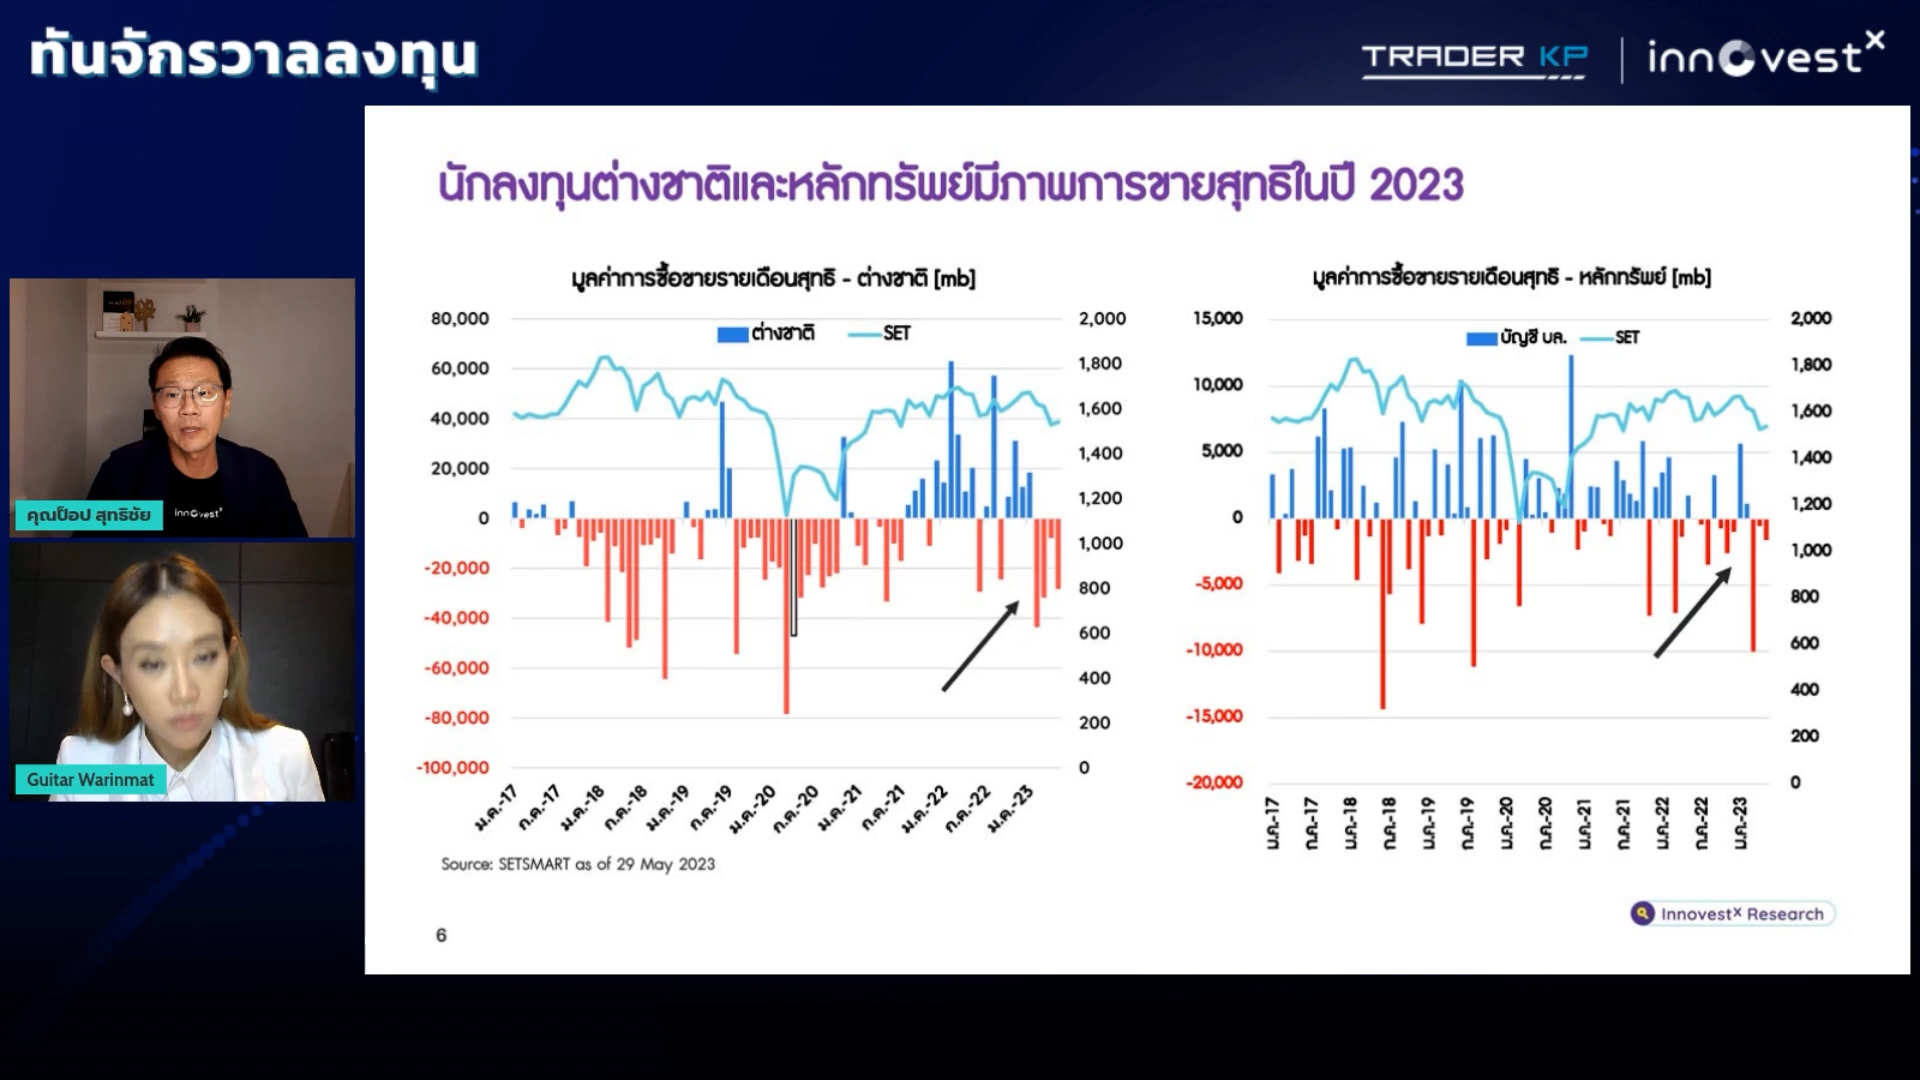 ทันจักรวาลลงทุน
TRADER KP
innovestx
นักลงทุนต่างชาติและหลักทรัพย์มีภาพการขายสุทธิในปี 2023
มูลค่าการซื้อขายรายเดือนสุทธิ - ต่างชาติ [mb]
ต่างชาติ
SET
80,000
60,000
40,000
20,000
0
-20,000
-40,000
-60,000
-80,000
-100,000
2,000
1,800
1,600
1,400
1,200
1,000
800
600
400
200
0
ม.ค.-17
ก.ค.-17
ม.ค.-18
ก.ค.-18
ม.ค.-19
ก.ค.-19
ม.ค.-20
ก.ค.-20
ม.ค.-21
ก.ค.-21
ม.ค.-22
ก.ค.-22
ม.ค.-23
มูลค่าการซื้อขายรายเดือนสุทธิ - หลักทรัพย์ [mb]
บัญชี บล.
SET
15,000
10,000
5,000
0
-5,000
-10,000
-15,000
-20,000
2,000
1,800
1,600
1,400
1,200
1,000
800
600
400
200
0
ม.ค.-17
ก.ค.-17
ม.ค.-18
ก.ค.-18
ม.ค.-19
ก.ค.-19
ม.ค.-20
ก.ค.-20
ม.ค.-21
ก.ค.-21
ม.ค.-22
ก.ค.-22
ม.ค.-23
Source: SETSMART as of 29 May 2023
Innovestx Research
6
คุณป็อป สุทธิชัย
innovestx
Guitar Warinmat